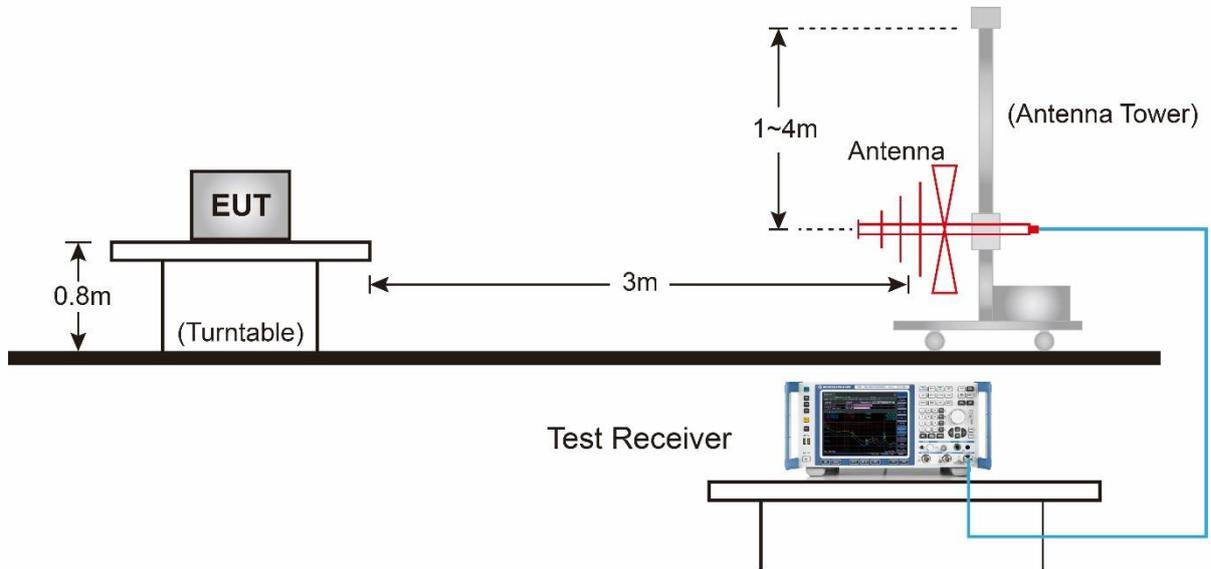 1~4m
(Antenna Tower)
Antenna
EUT
0.8m
3m
(Turntable)
Test Receiver